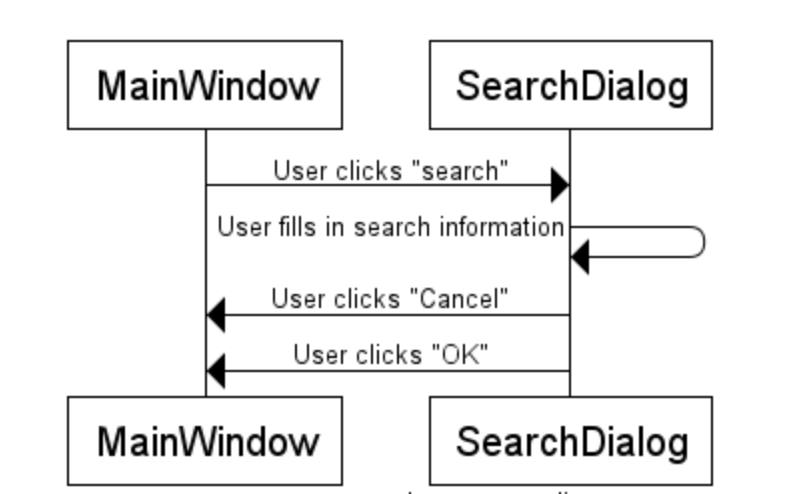 MainWindow
SearchDialog
User clicks "search"
User fills in search information
User clicks "Cancel"
User clicks "OK"
MainWindow
SearchDialog